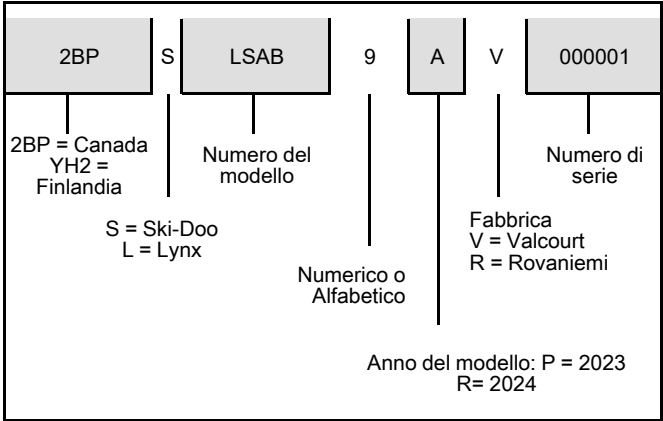 2BP S LSAB 9 A V 000001
2BP = Canada
YH2 =
Finlandia
Numero del
modello
Numero di
serie
S = Ski-Doo
L = Lynx
Fabbrica
V = Valcourt
R = Rovaniemi
Numerico o
Alfabetico
Anno del modello: P = 2023
R= 2024